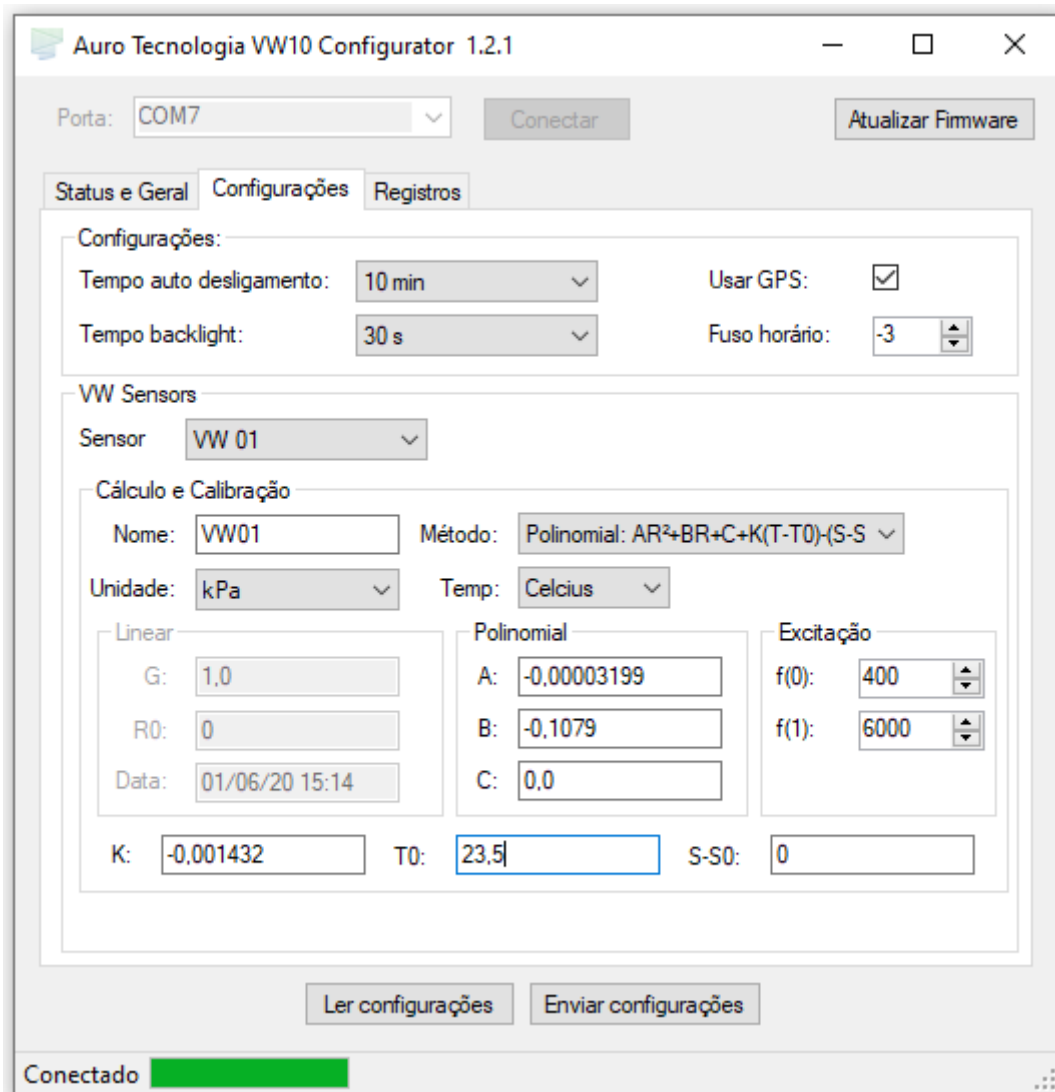 Auro Tecnologia VW10 Configurator 1.2.1
Porta: COM7 Conectar Atualizar Firmware
Status e Geral Configurações Registros
Configurações:
Tempo auto desligamento: 10 min Usar GPS:
Tempo backlight: 30 s Fuso horário: -3
VW Sensors
Sensor VW 01
Cálculo e Calibração
Nome: VW01 Método: Polinomial: AR²+BR+C+K(T-T0)-(S-S
Unidade: kPa Temp: Celcius
Linear Polinomial Excitação
G: 1,0 A: -0,00003199 f(0): 400
R0: 0 B: -0,1079 f(1): 6000
Data: 01/06/20 15:14 C: 0,0
K: -0,001432 T0: 23,5 S-S0: 0
Ler configurações Enviar configurações
Conectado